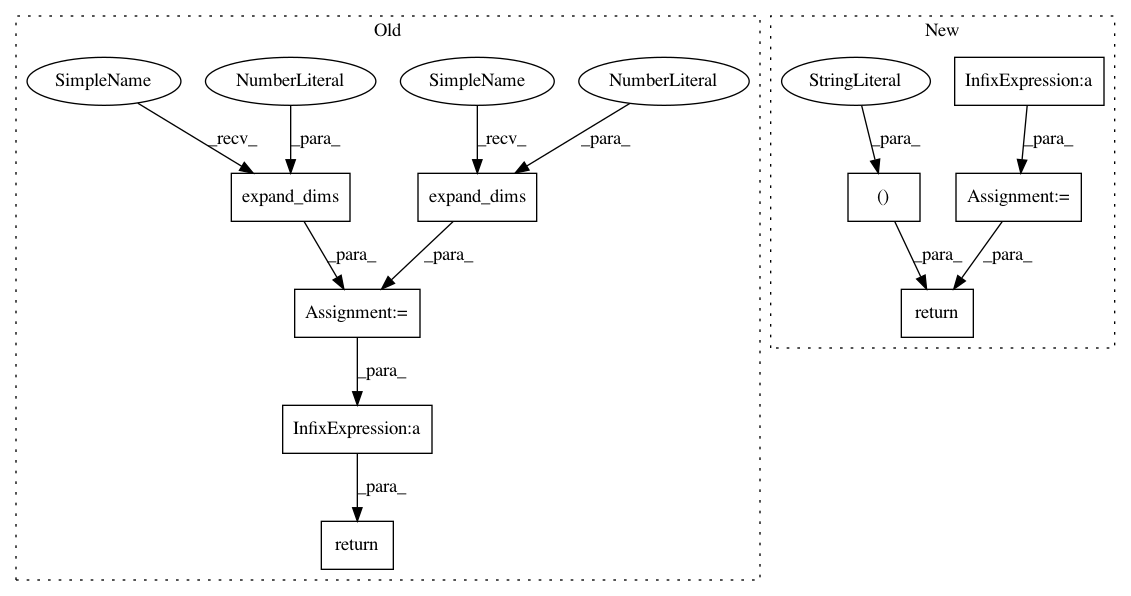 Old
New
SimpleName
NumberLiteral
SimpleName
NumberLiteral
StringLiteral
InfixExpression:a
_recv_
_para_
_recv_
_para_
_para_
_para_
expand_dims
expand_dims
()
Assignment:=
_para_
_para_
_para_
_para_
Assignment:=
return
_para_
InfixExpression:a
_para_
return